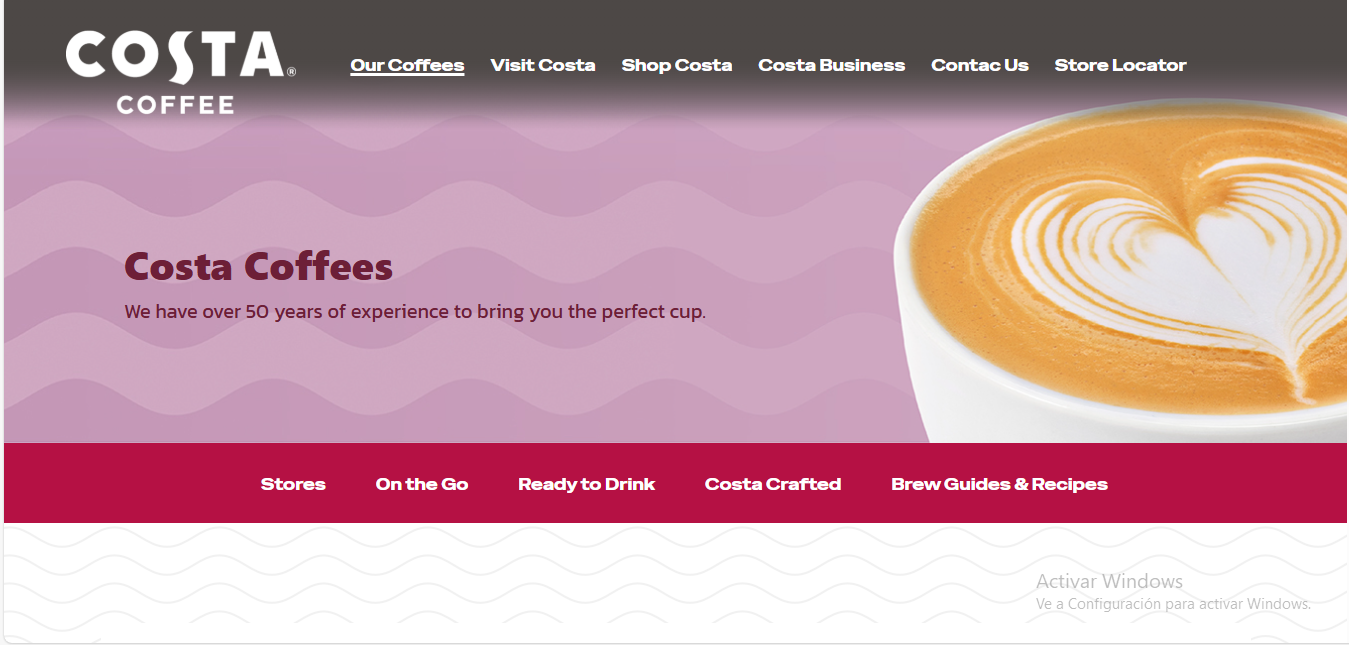 COSTA®
COFFEE
Our Coffees Visit Costa Shop Costa Costa Business Contac Us Store Locator
Costa Coffees
We have over 50 years of experience to bring you the perfect cup.
Stores On the Go Ready to Drink Costa Crafted Brew Guides & Recipes
Activar Windows
Ve a Configuración para activar Windows.